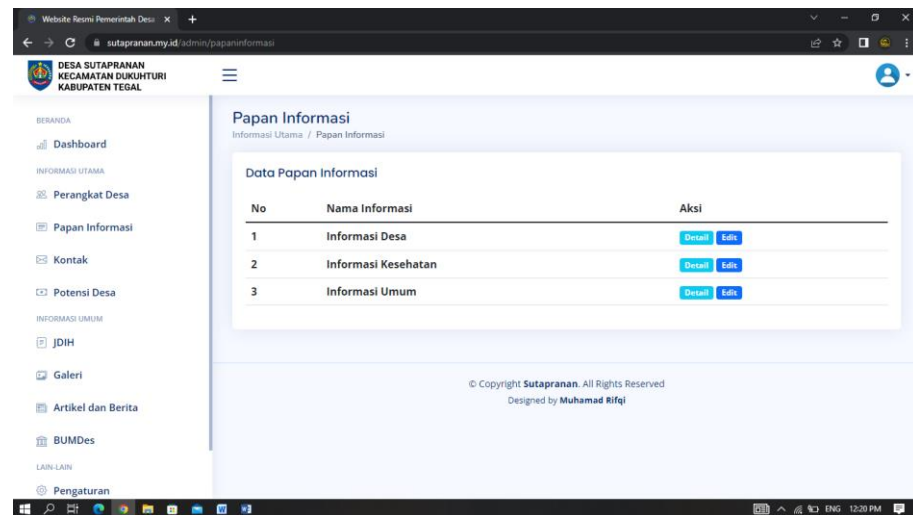 Website Resmi Pemerintah Desa
sutapranan.my.id/admin/papaninformasi
DESA SUTAPRANAN
KECAMATAN DUKUHTURI
KABUPATEN TEGAL
BERANDA
Dashboard
INFORMASI UTAMA
Perangkat Desa
Papan Informasi
Kontak
Potensi Desa
INFORMASI UMUM
JDIH
Galeri
Artikel dan Berita
BUMDes
LAIN-LAIN
Pengaturan
Papan Informasi
Informasi Utama / Papan Informasi
Data Papan Informasi
No Nama Informasi Aksi
1 Informasi Desa Detail Edit
2 Informasi Kesehatan Detail Edit
3 Informasi Umum Detail Edit
© Copyright Sutapranan. All Rights Reserved
Designed by Muhamad Rifqi
ENG 12:20 PM